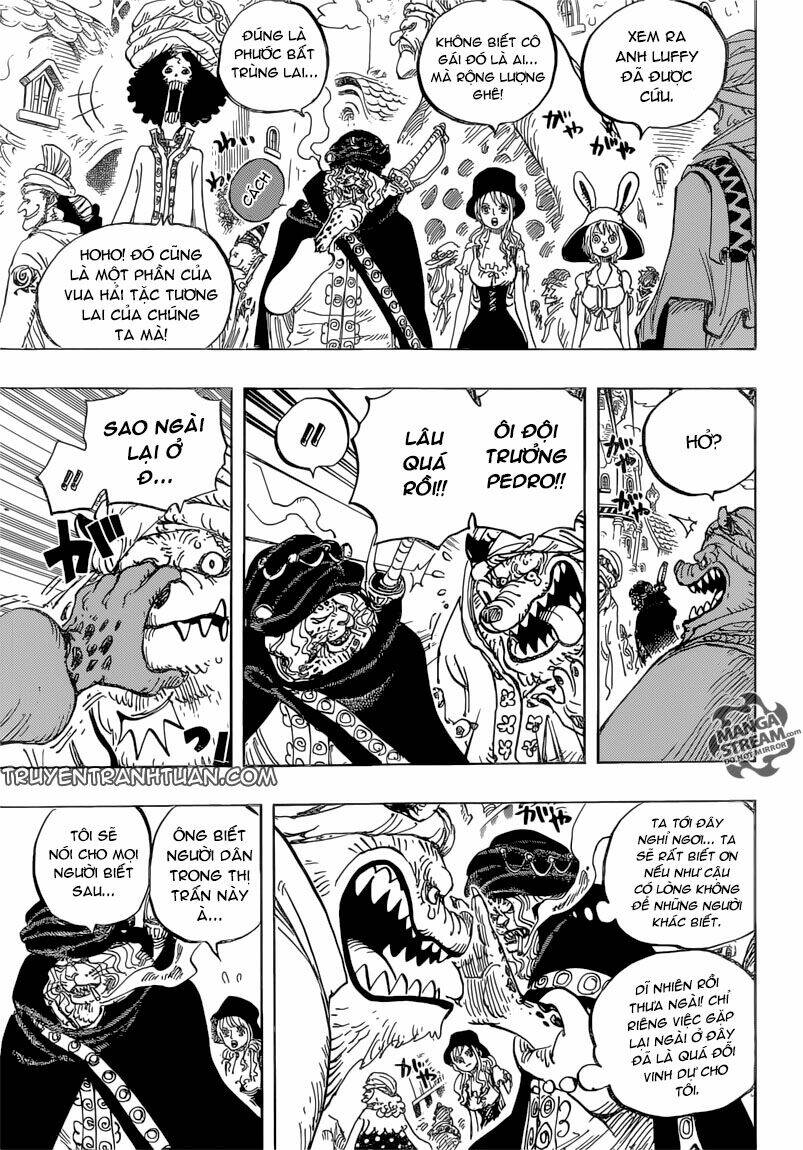 XEM RA
ANH LUFFY
ĐÃ ĐƯỢC
CỨU.
KHÔNG BIẾT CÔ
GÁI ĐÓ LÀ AI...
MÀ RỘNG LƯỢNG
GHÊ!
ĐÚNG LÀ
PHƯỚC BẤT
TRÙNG LAI...
CÁCH
HOHO! ĐÓ CŨNG
LÀ MỘT PHẦN CỦA
VUA HẢI TẶC TƯƠNG
LAI CỦA CHÚNG
TA MÀ!
HỞ?
ÔI ĐỘI
TRƯỞNG
PEDRO!!
LÂU
QUÁ
RỒI!!
!!
SAO NGÀI
LẠI Ở
Đ...
!!
MANGA
STREAM.COM
DO NOT MIRROR
TRUYENTRANHTUAN.COM
TA TỚI ĐÂY
NGHỈ NGƠI... TA
SẼ RẤT BIẾT ƠN
NẾU NHƯ CẬU
CÓ LÒNG KHÔNG
ĐỂ NHỮNG NGƯỜI
KHÁC BIẾT.
DĨ NHIÊN RỒI
THƯA NGÀI! CHỈ
RIÊNG VIỆC GẶP
LẠI NGÀI Ở ĐÂY
ĐÃ LÀ QUÁ ĐỖI
VINH DỰ CHO
TÔI.
ÔNG BIẾT
NGƯỜI DÂN
TRONG THỊ
TRẤN NÀY
À...
TÔI SẼ
NÓI CHO MỌI
NGƯỜI BIẾT
SAU...